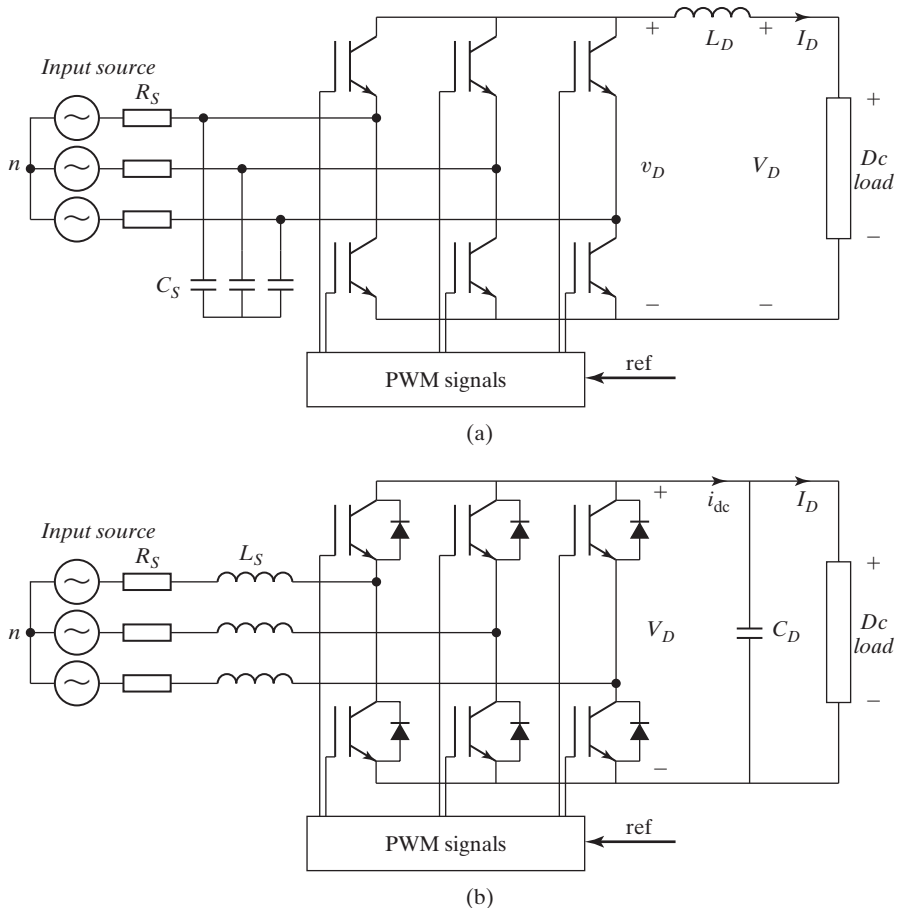 + L_D + I_D
Input source
R_S
+
n
v_D V_D Dc load
−
C_S
− −
PWM signals
ref
(a)
+ i_dc I_D
Input source
R_S L_S
+
n
V_D C_D Dc load
−
−
PWM signals
ref
(b)